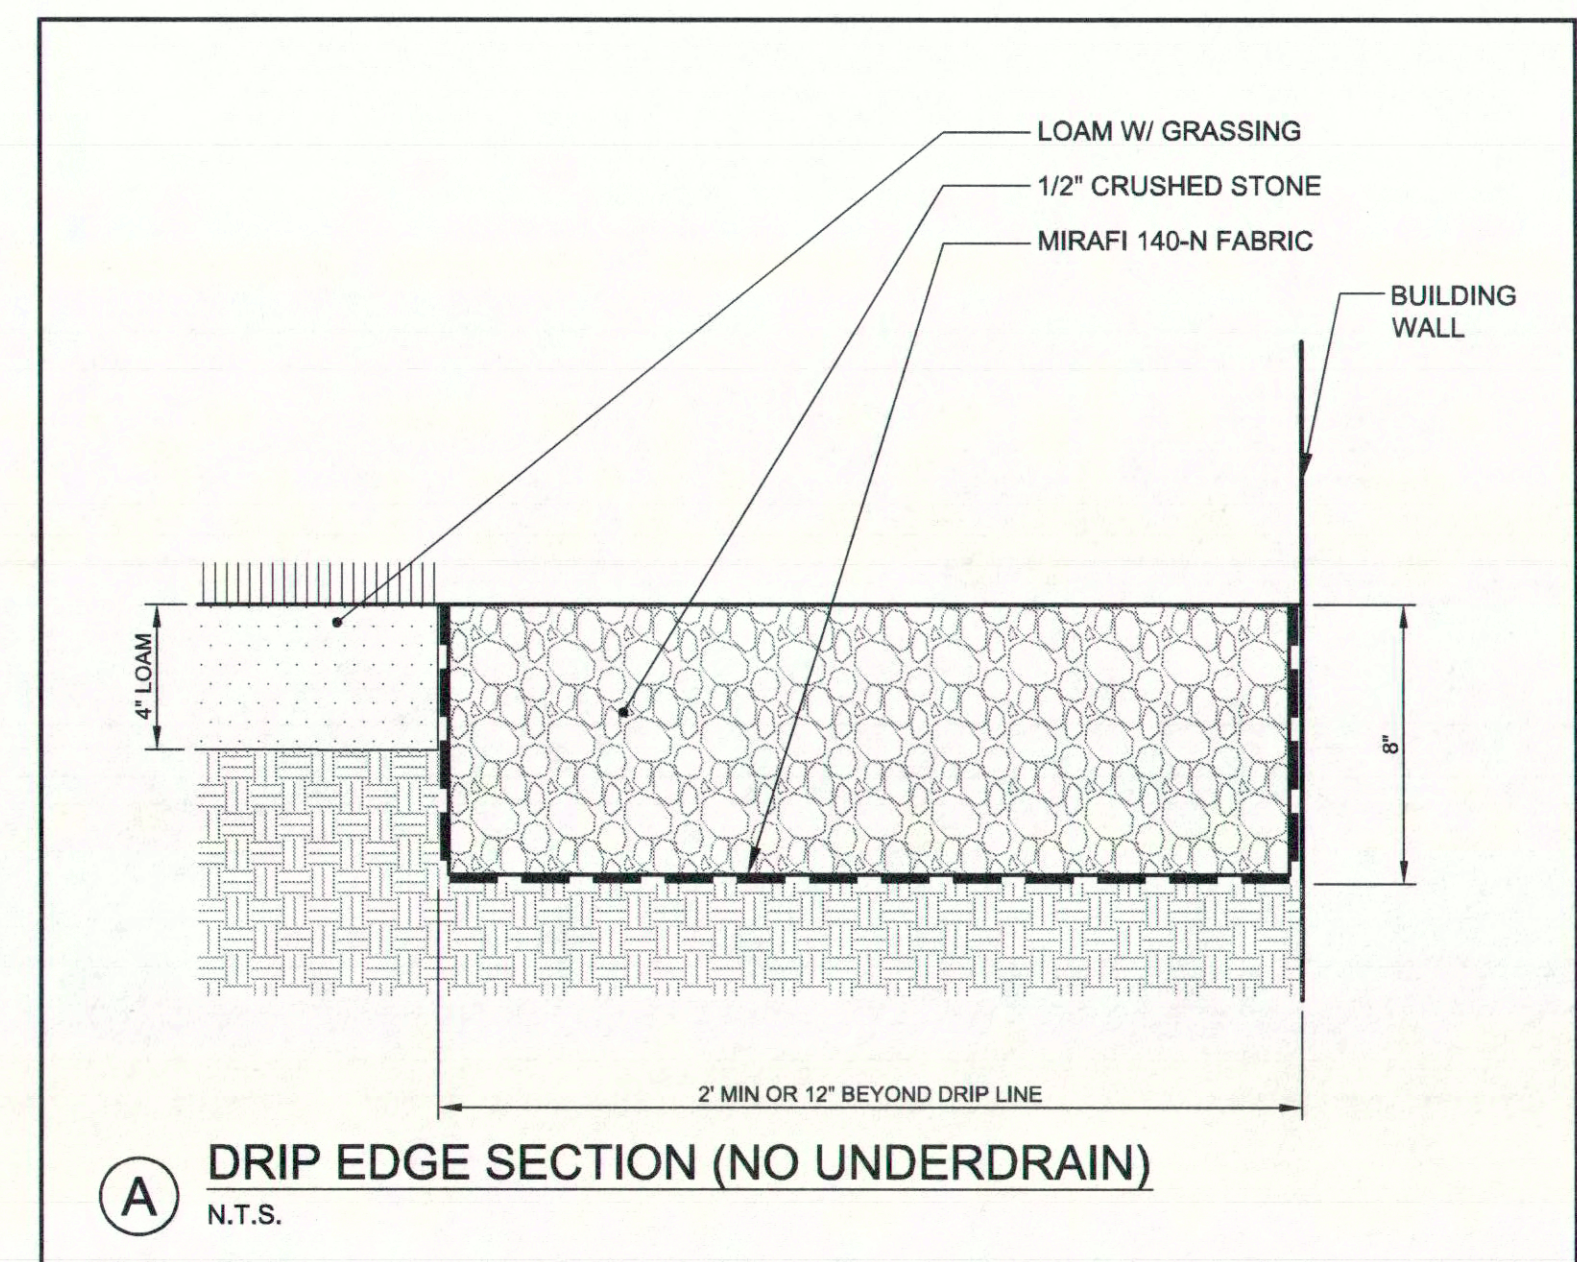 LOAM W/ GRASSING
1/2" CRUSHED STONE
MIRAFI 140-N FABRIC
BUILDING
WALL
4" LOAM
8"
2' MIN OR 12" BEYOND DRIP LINE
A
DRIP EDGE SECTION (NO UNDERDRAIN)
N.T.S.